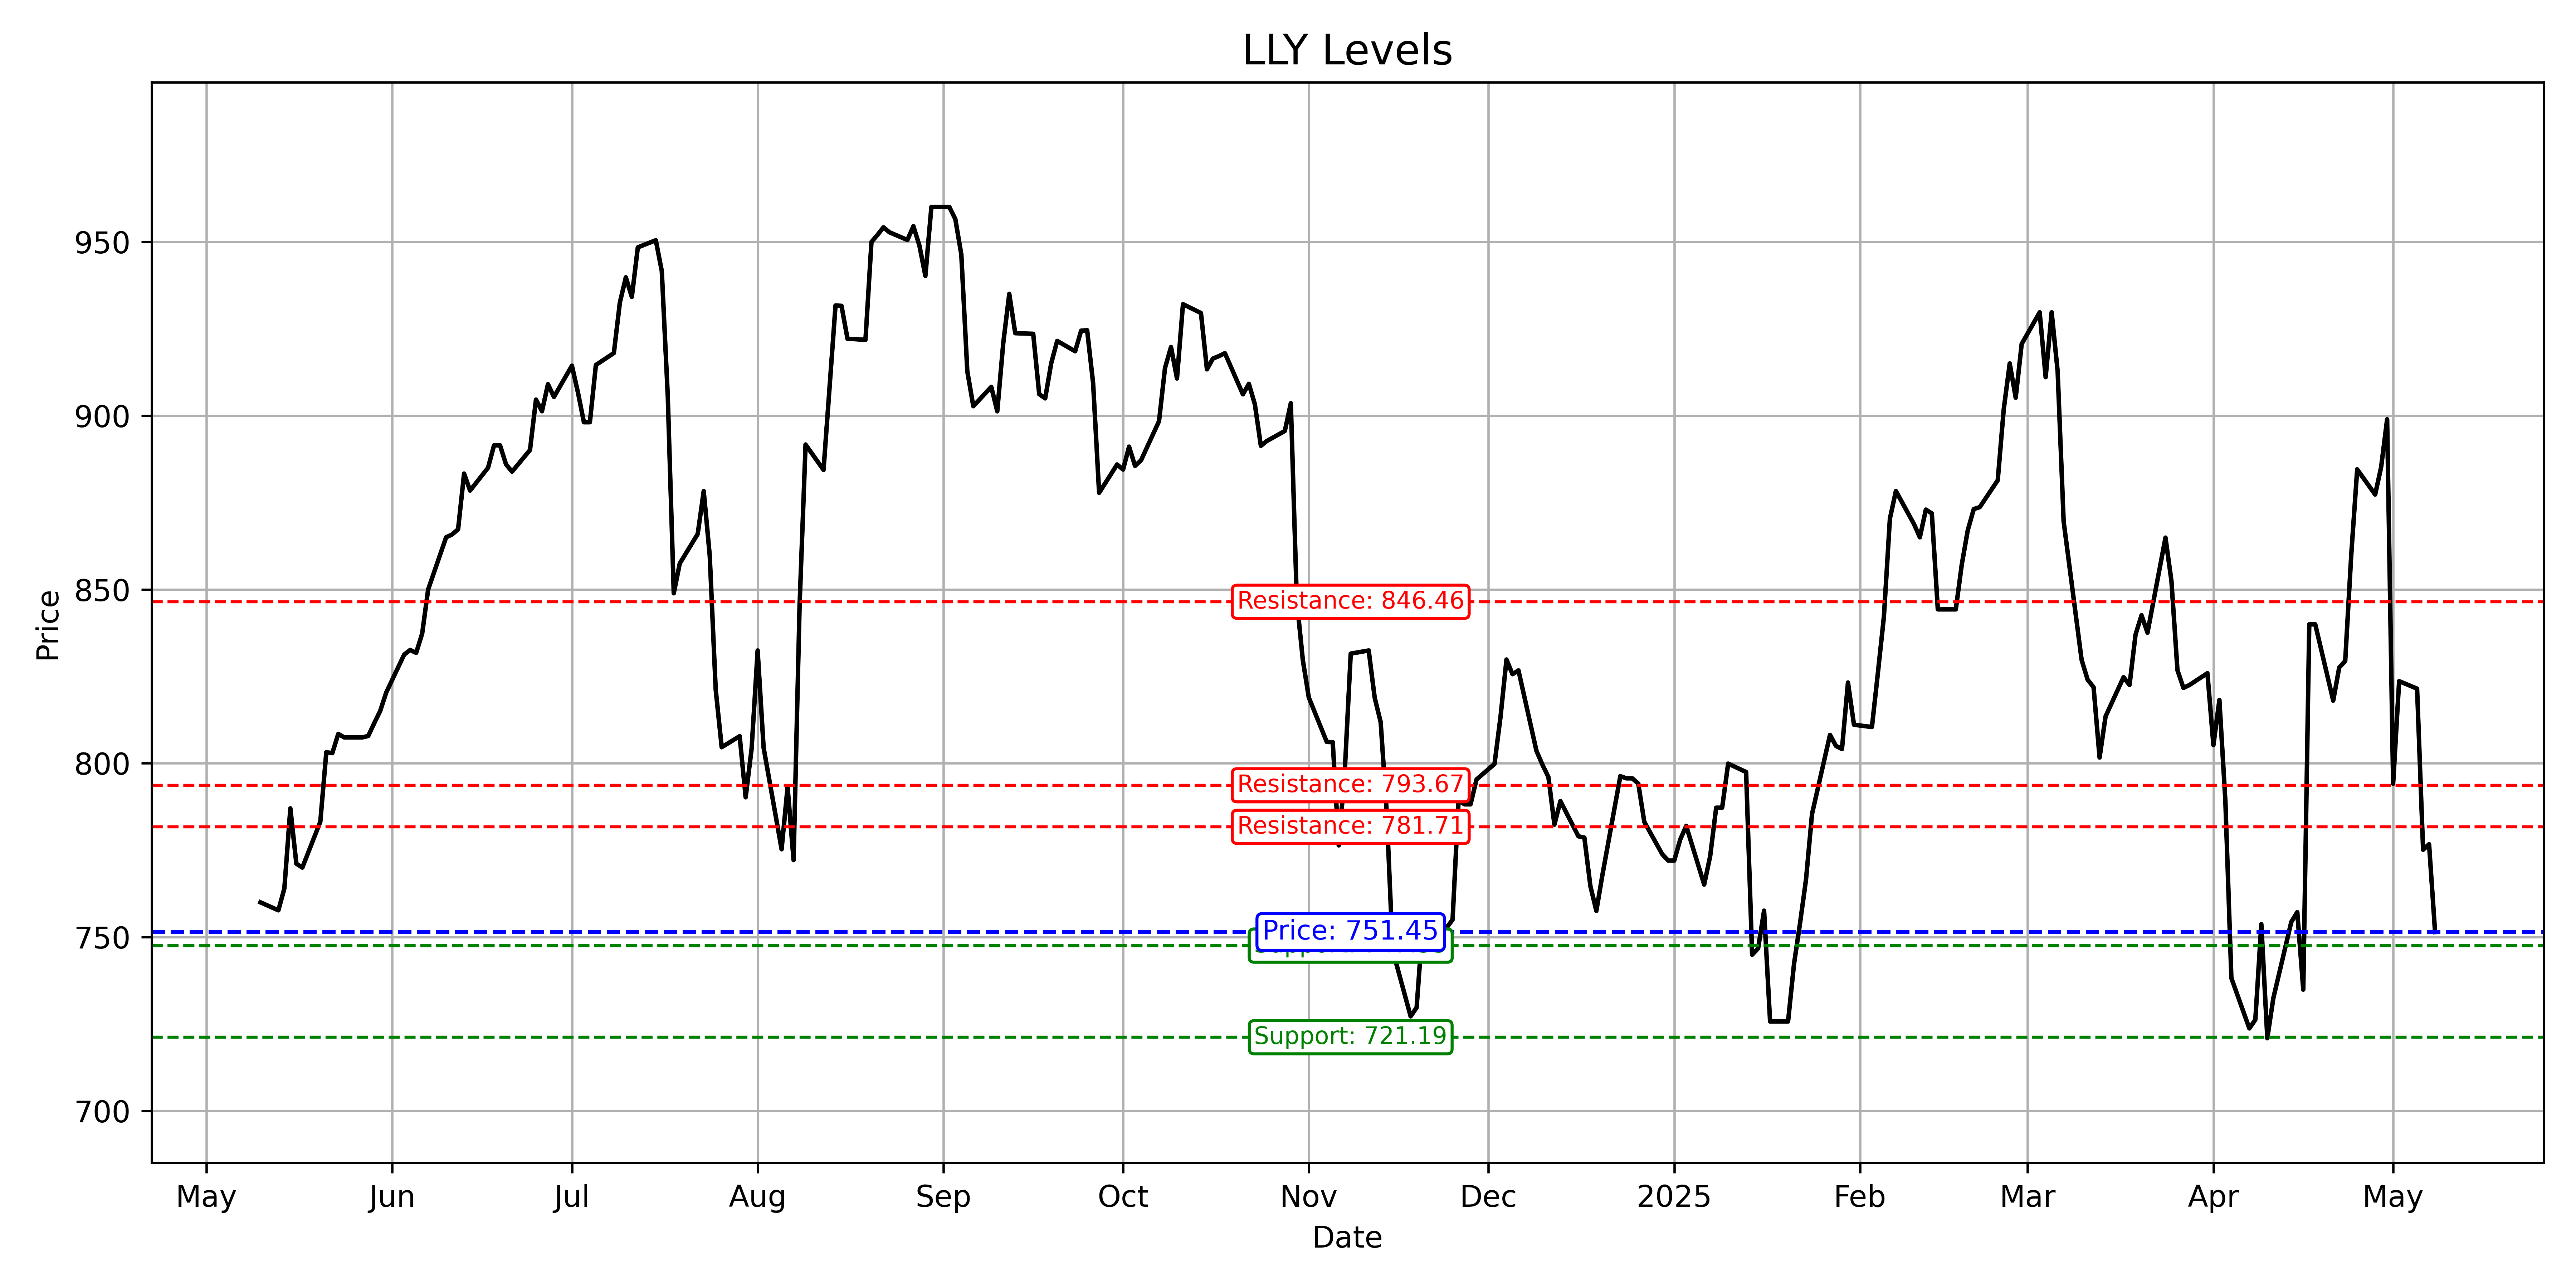 LLY Levels
Price
950
900
850
800
750
700
Resistance: 846.46
Resistance: 793.67
Resistance: 781.71
Price: 751.45
Support: 721.19
May
Jun
Jul
Aug
Sep
Oct
Nov
Dec
2025
Feb
Mar
Apr
May
Date